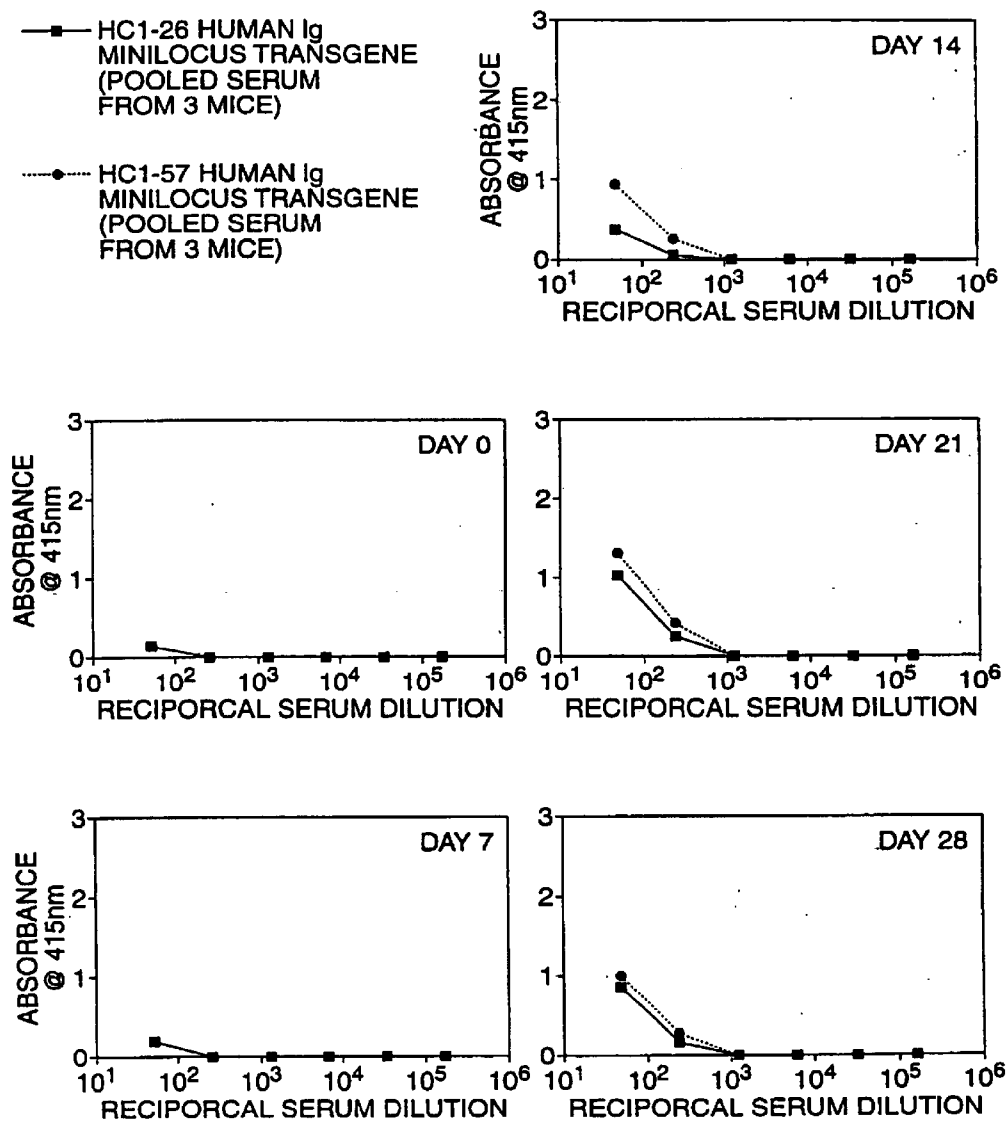 HC1-26 HUMAN Ig
MINILOCUS TRANSGENE
(POOLED SERUM
FROM 3 MICE)
HC1-57 HUMAN Ig
MINILOCUS TRANSGENE
(POOLED SERUM
FROM 3 MICE)
DAY 14
ABSORBANCE
@ 415nm
3
2
1
0
10¹ 10² 10³ 10⁴ 10⁵ 10⁶
RECIPORCAL SERUM DILUTION
DAY 0
ABSORBANCE
@ 415nm
3
2
1
0
10¹ 10² 10³ 10⁴ 10⁵ 10⁶
RECIPORCAL SERUM DILUTION
DAY 21
3
2
1
0
10¹ 10² 10³ 10⁴ 10⁵ 10⁶
RECIPORCAL SERUM DILUTION
DAY 7
ABSORBANCE
@ 415nm
3
2
1
0
10¹ 10² 10³ 10⁴ 10⁵ 10⁶
RECIPORCAL SERUM DILUTION
DAY 28
3
2
1
0
10¹ 10² 10³ 10⁴ 10⁵ 10⁶
RECIPORCAL SERUM DILUTION